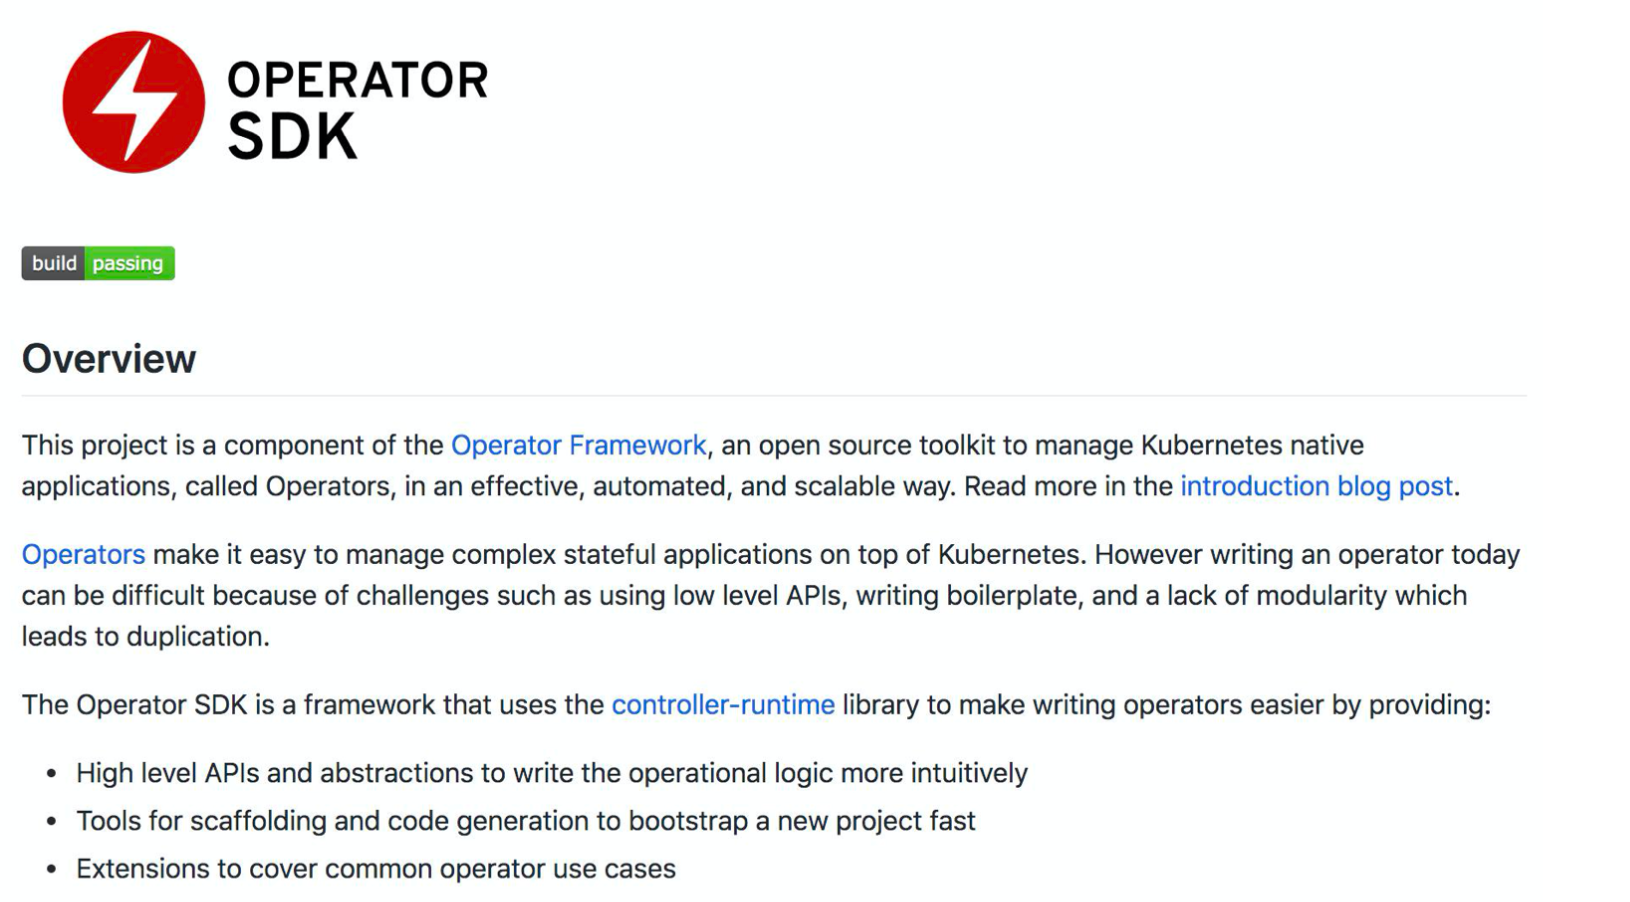 OPERATOR
SDK
build passing
Overview
This project is a component of the Operator Framework, an open source toolkit to manage Kubernetes native
applications, called Operators, in an effective, automated, and scalable way. Read more in the introduction blog post.
Operators make it easy to manage complex stateful applications on top of Kubernetes. However writing an operator today
can be difficult because of challenges such as using low level APIs, writing boilerplate, and a lack of modularity which
leads to duplication.
The Operator SDK is a framework that uses the controller-runtime library to make writing operators easier by providing:
• High level APIs and abstractions to write the operational logic more intuitively
• Tools for scaffolding and code generation to bootstrap a new project fast
• Extensions to cover common operator use cases